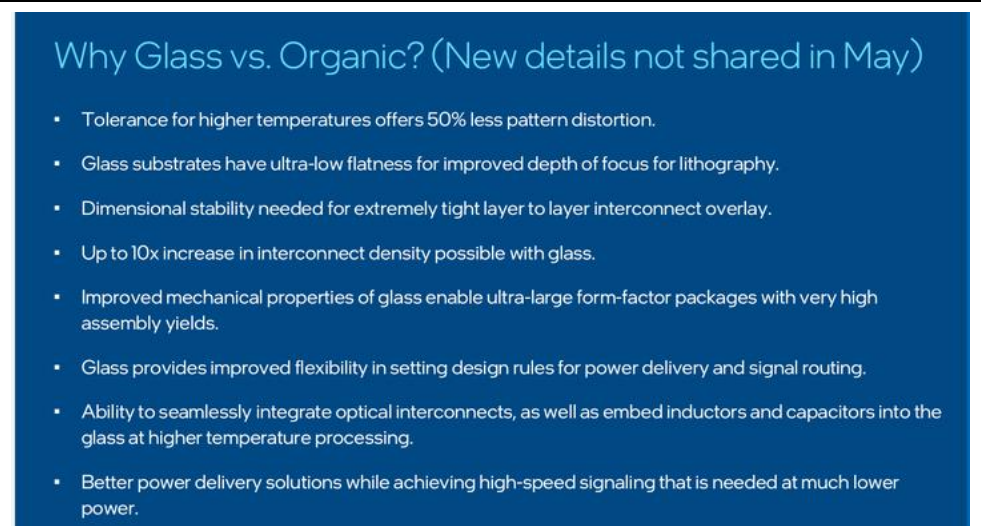 Why Glass vs. Organic? (New details not shared in May)
▪ Tolerance for higher temperatures offers 50% less pattern distortion.
▪ Glass substrates have ultra-low flatness for improved depth of focus for lithography.
▪ Dimensional stability needed for extremely tight layer to layer interconnect overlay.
▪ Up to 10x increase in interconnect density possible with glass.
▪ Improved mechanical properties of glass enable ultra-large form-factor packages with very high
assembly yields.
▪ Glass provides improved flexibility in setting design rules for power delivery and signal routing.
▪ Ability to seamlessly integrate optical interconnects, as well as embed inductors and capacitors into the
glass at higher temperature processing.
▪ Better power delivery solutions while achieving high-speed signaling that is needed at much lower
power.